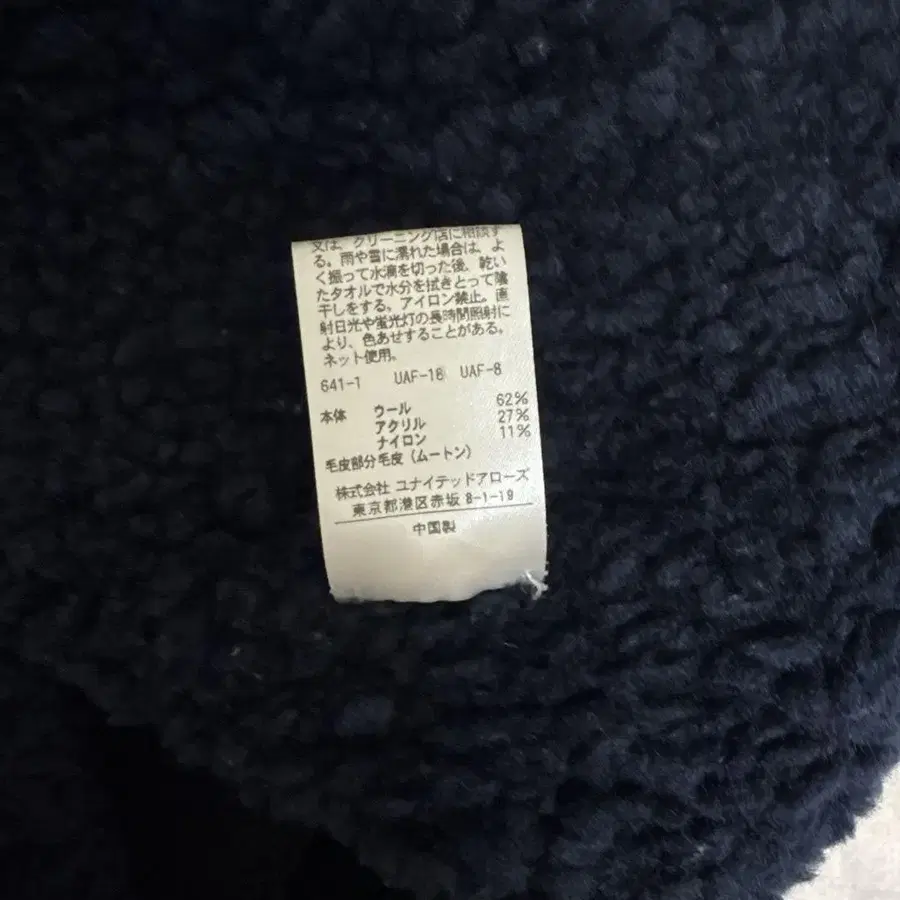 又は、クリーニング店に相談す
る。雨や雪に濡れた場合は、よ
く振って水滴を切った後、乾い
たタオルで水分を拭きとって陰
干しをする、アイロン禁止。直
射日光や蛍光灯の長時間照射に
より、色あせすることがある。
ネット使用。
641-1 UAF-18 UAF-8
本体 ウール 62%
アクリル 27%
ナイロン 11%
毛皮部分毛皮(ムートン)
株式会社 ユナイテッドアローズ
東京都港区赤坂 8-1-19
中国製